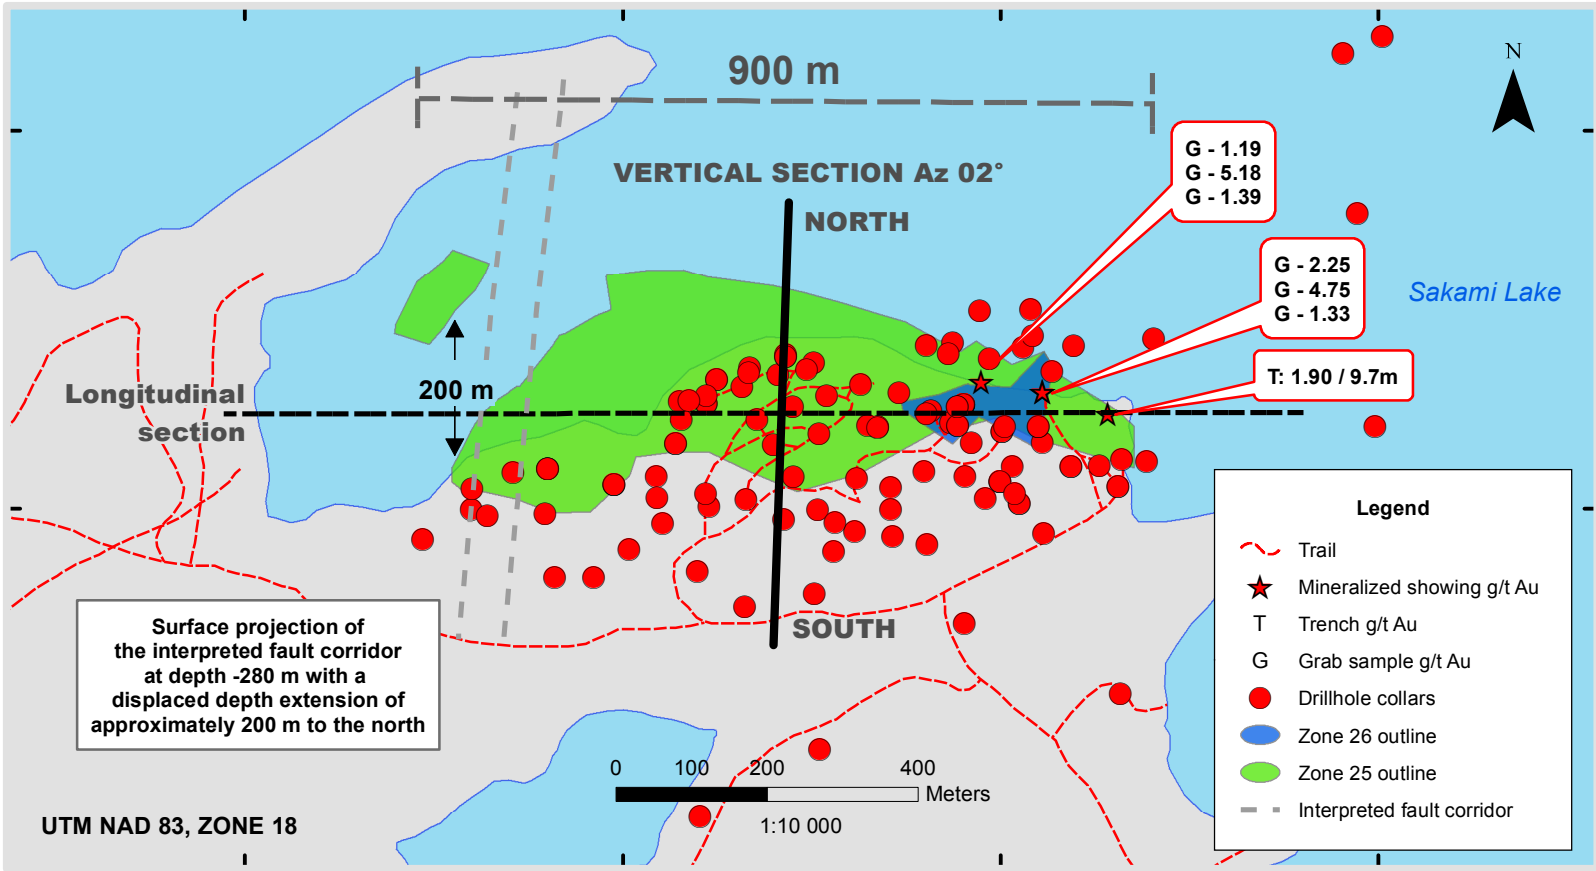 900 m
N
VERTICAL SECTION Az 02°
NORTH
G - 1.19
G - 5.18
G - 1.39
G - 2.25
G - 4.75
G - 1.33
Sakami Lake
T: 1.90 / 9.7m
Longitudinal
section
200 m
SOUTH
Surface projection of
the interpreted fault corridor
at depth -280 m with a
displaced depth extension of
approximately 200 m to the north
Legend
Trail
Mineralized showing g/t Au
T Trench g/t Au
G Grab sample g/t Au
Drillhole collars
Zone 26 outline
Zone 25 outline
Interpreted fault corridor
0 100 200 400
Meters
1:10 000
UTM NAD 83, ZONE 18